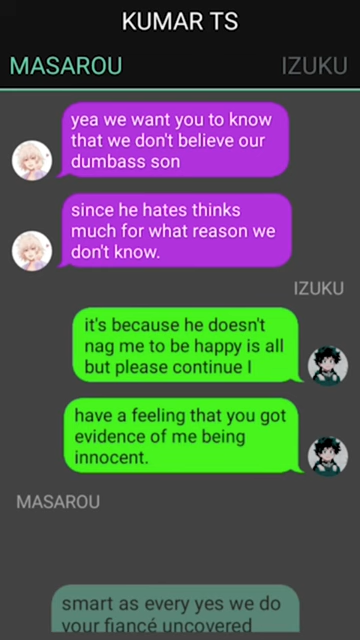 KUMAR TS
MASAROU IZUKU
yea we want you to know
that we don't believe our
dumbass son
since he hates thinks
much for what reason we
don't know.
IZUKU
it's because he doesn't
nag me to be happy is all
but please continue I
have a feeling that you got
evidence of me being
innocent.
MASAROU
smart as every yes we do
your fiancé uncovered